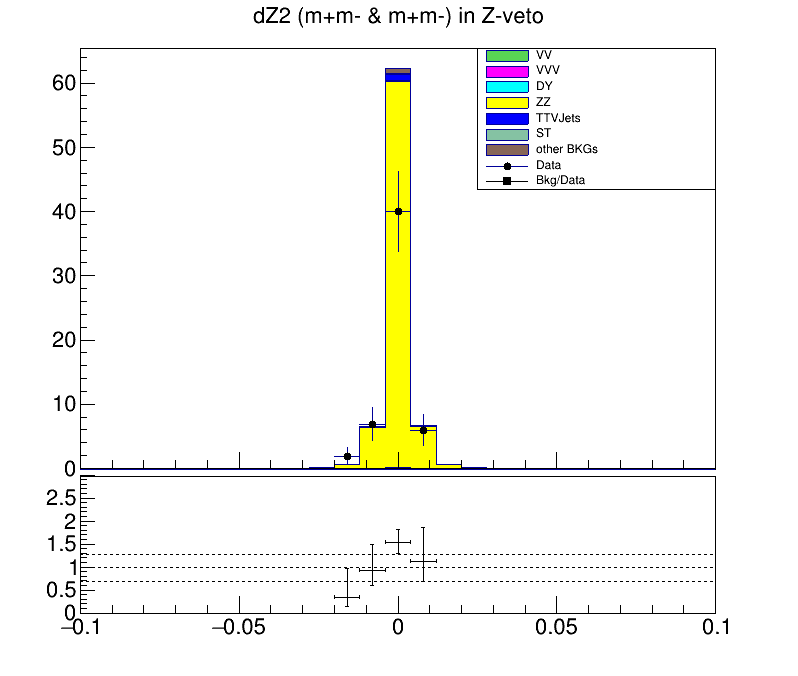 dZ2 (m+m- & m+m-) in Z-veto
VV
VVV
DY
ZZ
TTVJets
ST
other BKGs
Data
Bkg/Data
60
50
40
30
20
10
0
2.5
2
1.5
1
0.5
0
−0.1
−0.05
0
0.05
0.1